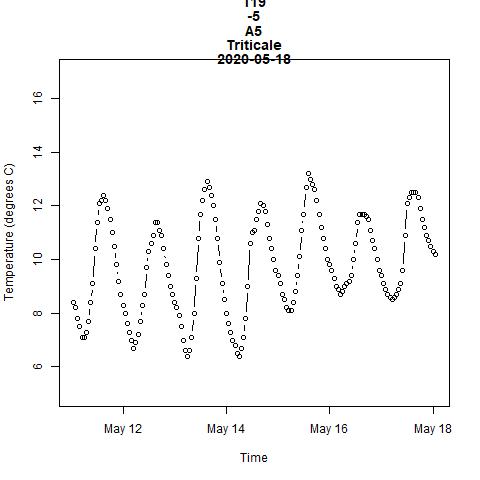 T19
-5
A5
Triticale
2020-05-18
Temperature (degrees C)
16
14
12
10
8
6
May 12
May 14
May 16
May 18
Time